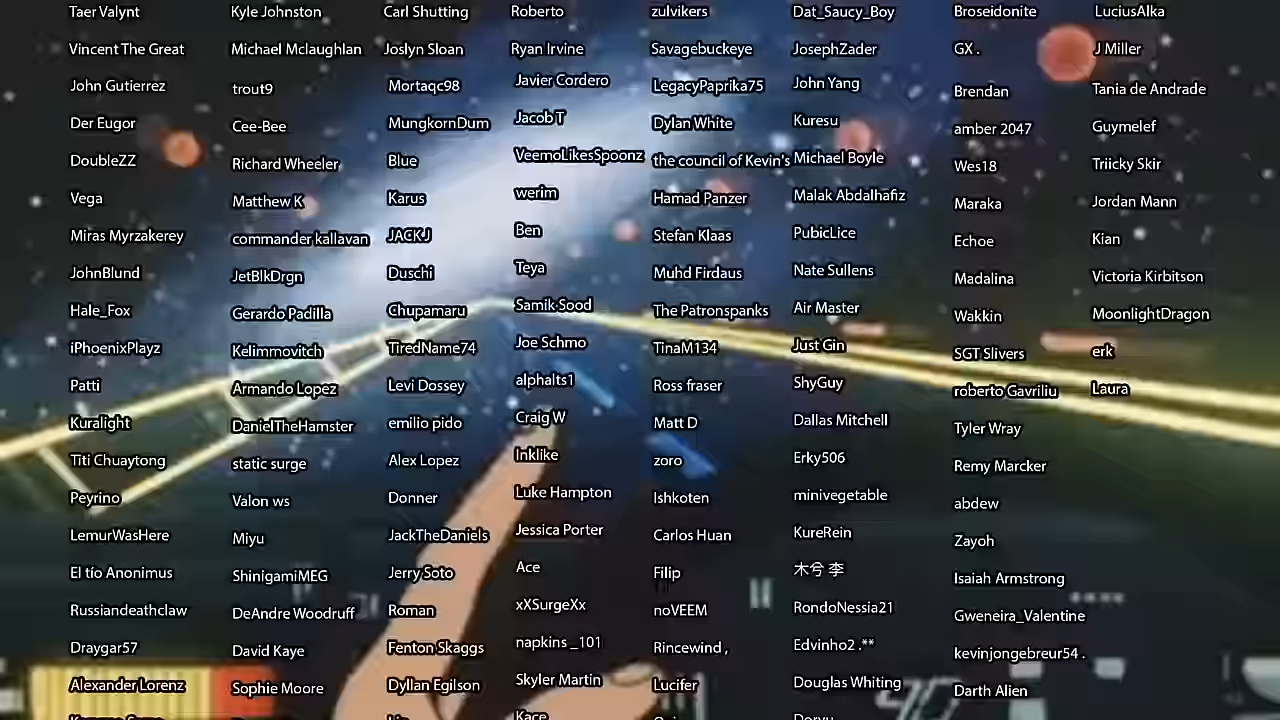 Taer Valynt
Vincent The Great
John Gutierrez
Der Eugor
DoubleZZ
Vega
Miras Myrzakerey
JohnBlund
Hale_Fox
iPhoenixPlayz
Patti
Kuralight
Titi Chuaytong
Peyrino
LemurWasHere
El tío Anonimus
Russiandeathclaw
Draygar57
Alexander Lorenz
Kyle Johnston
Michael Mclaughlan
trout9
Cee-Bee
Richard Wheeler
Matthew K
commander kallavan
JetBlkDrgn
Gerardo Padilla
Kelimmovitch
Armando Lopez
DanielTheHamster
static surge
Valon ws
Miyu
ShinigamiMEG
DeAndre Woodruff
David Kaye
Sophie Moore
Carl Shutting
Joslyn Sloan
Mortaqc98
MungkornDum
Blue
Karus
JACKJ
Duschi
Chupamaru
TiredName74
Levi Dossey
emilio pido
Alex Lopez
Donner
JackTheDaniels
Jerry Soto
Roman
Fenton Skaggs
Dyllan Egilson
Roberto
Ryan Irvine
Javier Cordero
Jacob T
VeemoLikesSpoonz
werim
Ben
Teya
Samik Sood
Joe Schmo
alphalts1
Craig W
Inklike
Luke Hampton
Jessica Porter
Ace
xXSurgeXx
napkins _101
Skyler Martin
Kace
zulvikers
Savagebuckeye
LegacyPaprika75
Dylan White
the council of Kevin's
Hamad Panzer
Stefan Klaas
Muhd Firdaus
The Patronspanks
TinaM134
Ross fraser
Matt D
zoro
Ishkoten
Carlos Huan
Filip
noVEEM
Rincewind ,
Lucifer
Dat_Saucy_Boy
JosephZader
John Yang
Kuresu
Michael Boyle
Malak Abdalhafiz
PubicLice
Nate Sullens
Air Master
Just Gin
ShyGuy
Dallas Mitchell
Erky506
minivegetable
KureRein
木兮 李
RondoNessia21
Edvinho2 .**
Douglas Whiting
Broseidonite
GX .
Brendan
amber 2047
Wes18
Maraka
Echoe
Madalina
Wakkin
SGT Slivers
roberto Gavriliu
Tyler Wray
Remy Marcker
abdew
Zayoh
Isaiah Armstrong
Gweneira_Valentine
kevinjongebreur54 .
Darth Alien
LuciusAlka
J Miller
Tania de Andrade
Guymelef
Triicky Skir
Jordan Mann
Kian
Victoria Kirbitson
MoonlightDragon
erk
Laura